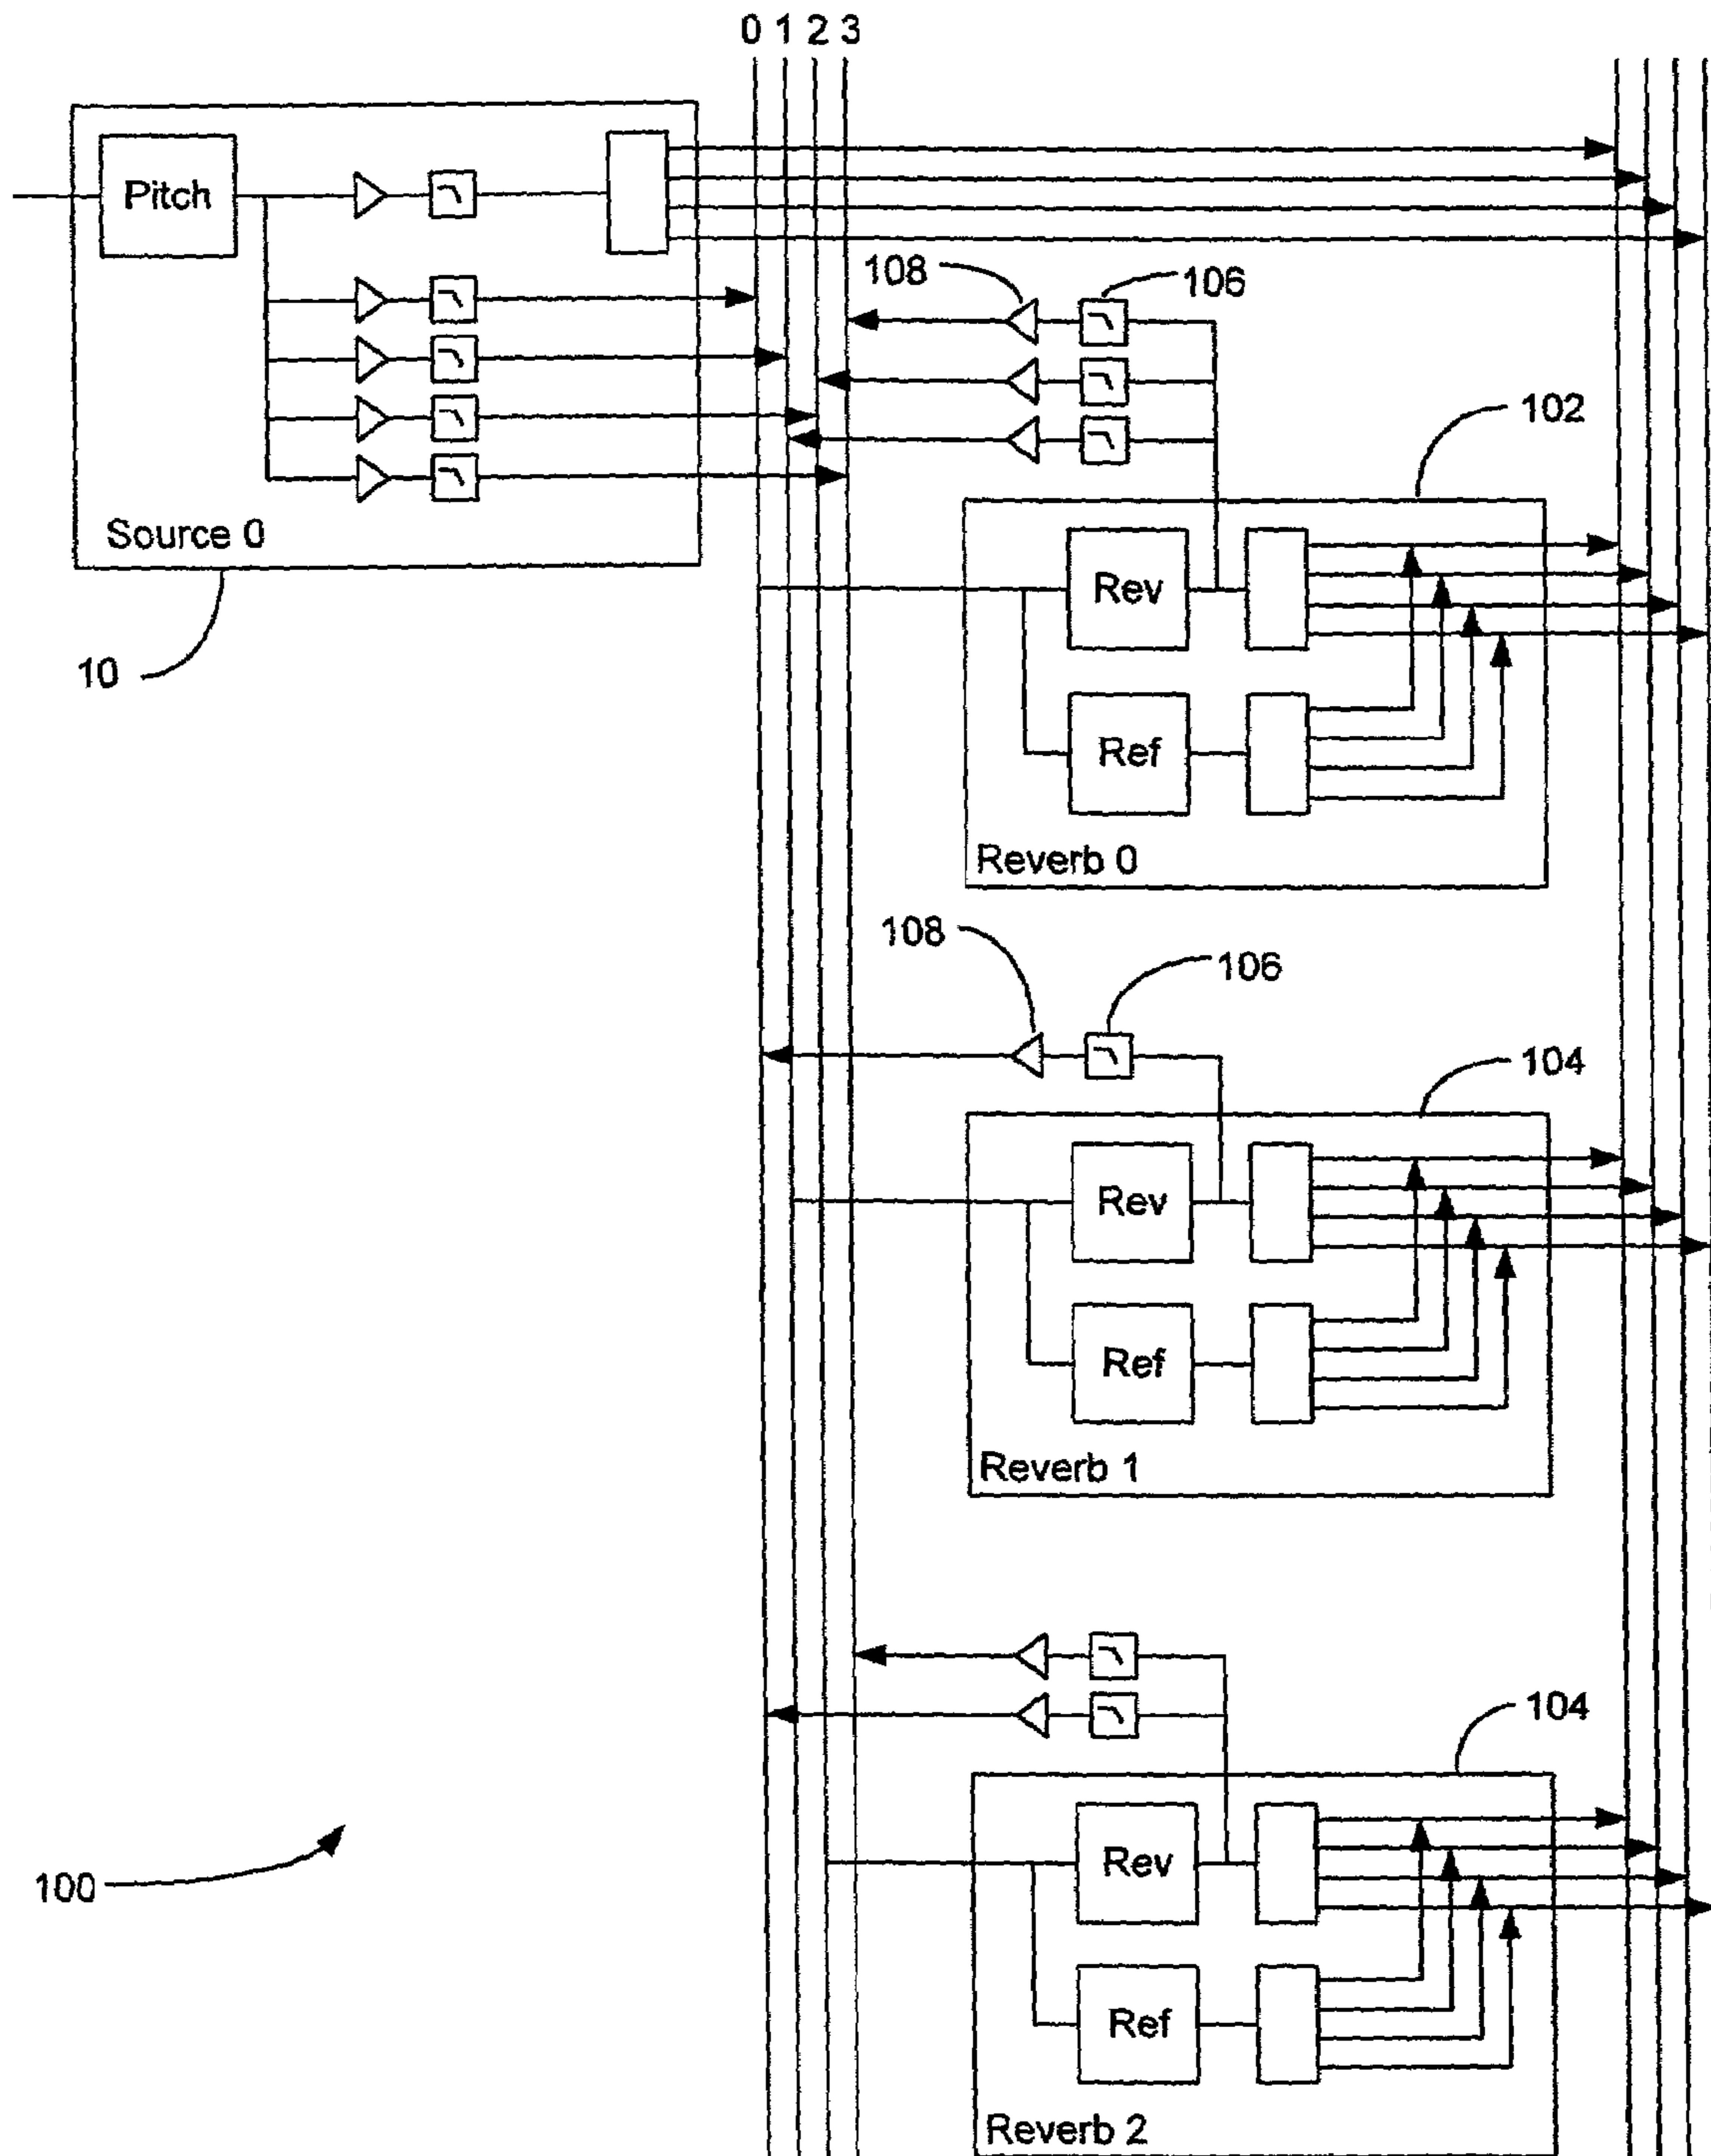 0 1 2 3
Pitch
108
106
102
Source 0
10
Rev
Ref
Reverb 0
108
106
104
Rev
Ref
Reverb 1
104
100
Rev
Ref
Reverb 2